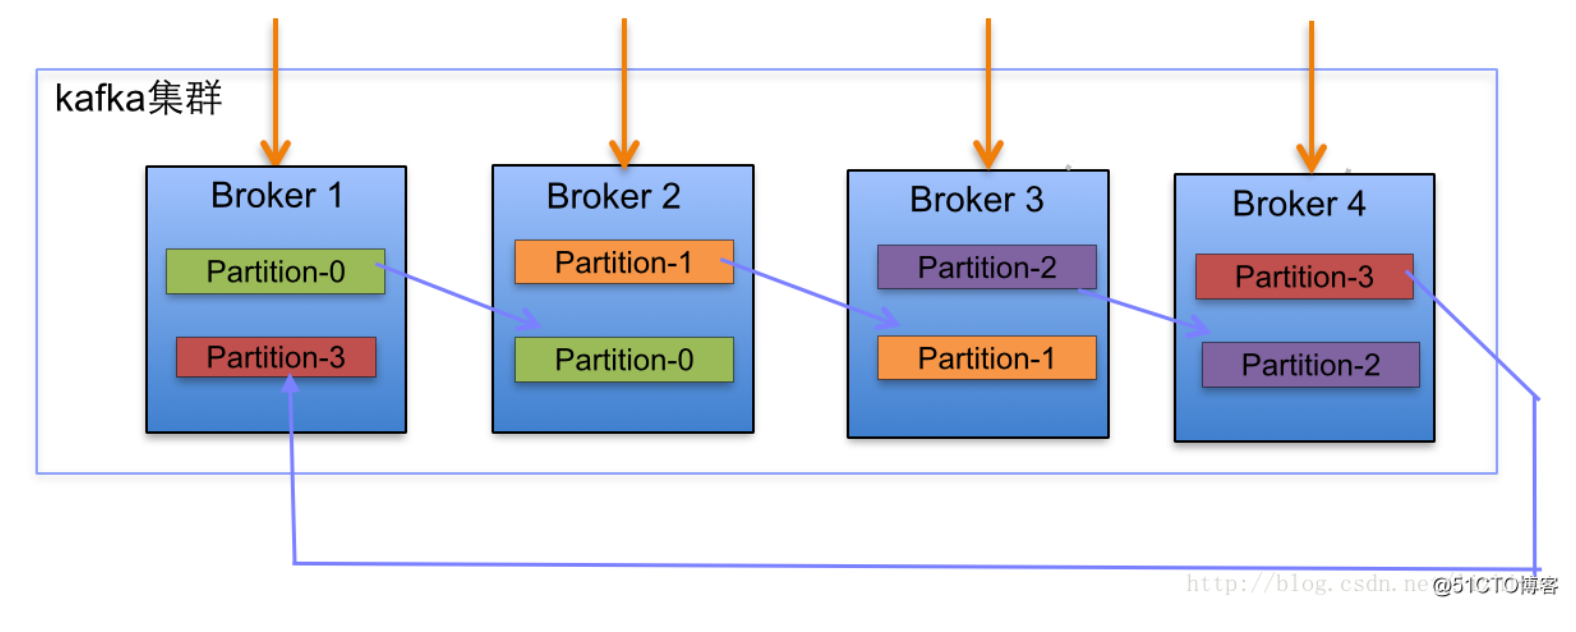 kafka集群
Broker 1
Partition-0
Partition-3
Broker 2
Partition-1
Partition-0
Broker 3
Partition-2
Partition-1
Broker 4
Partition-3
Partition-2
http://blog.csdn.ne
@51CTO博客